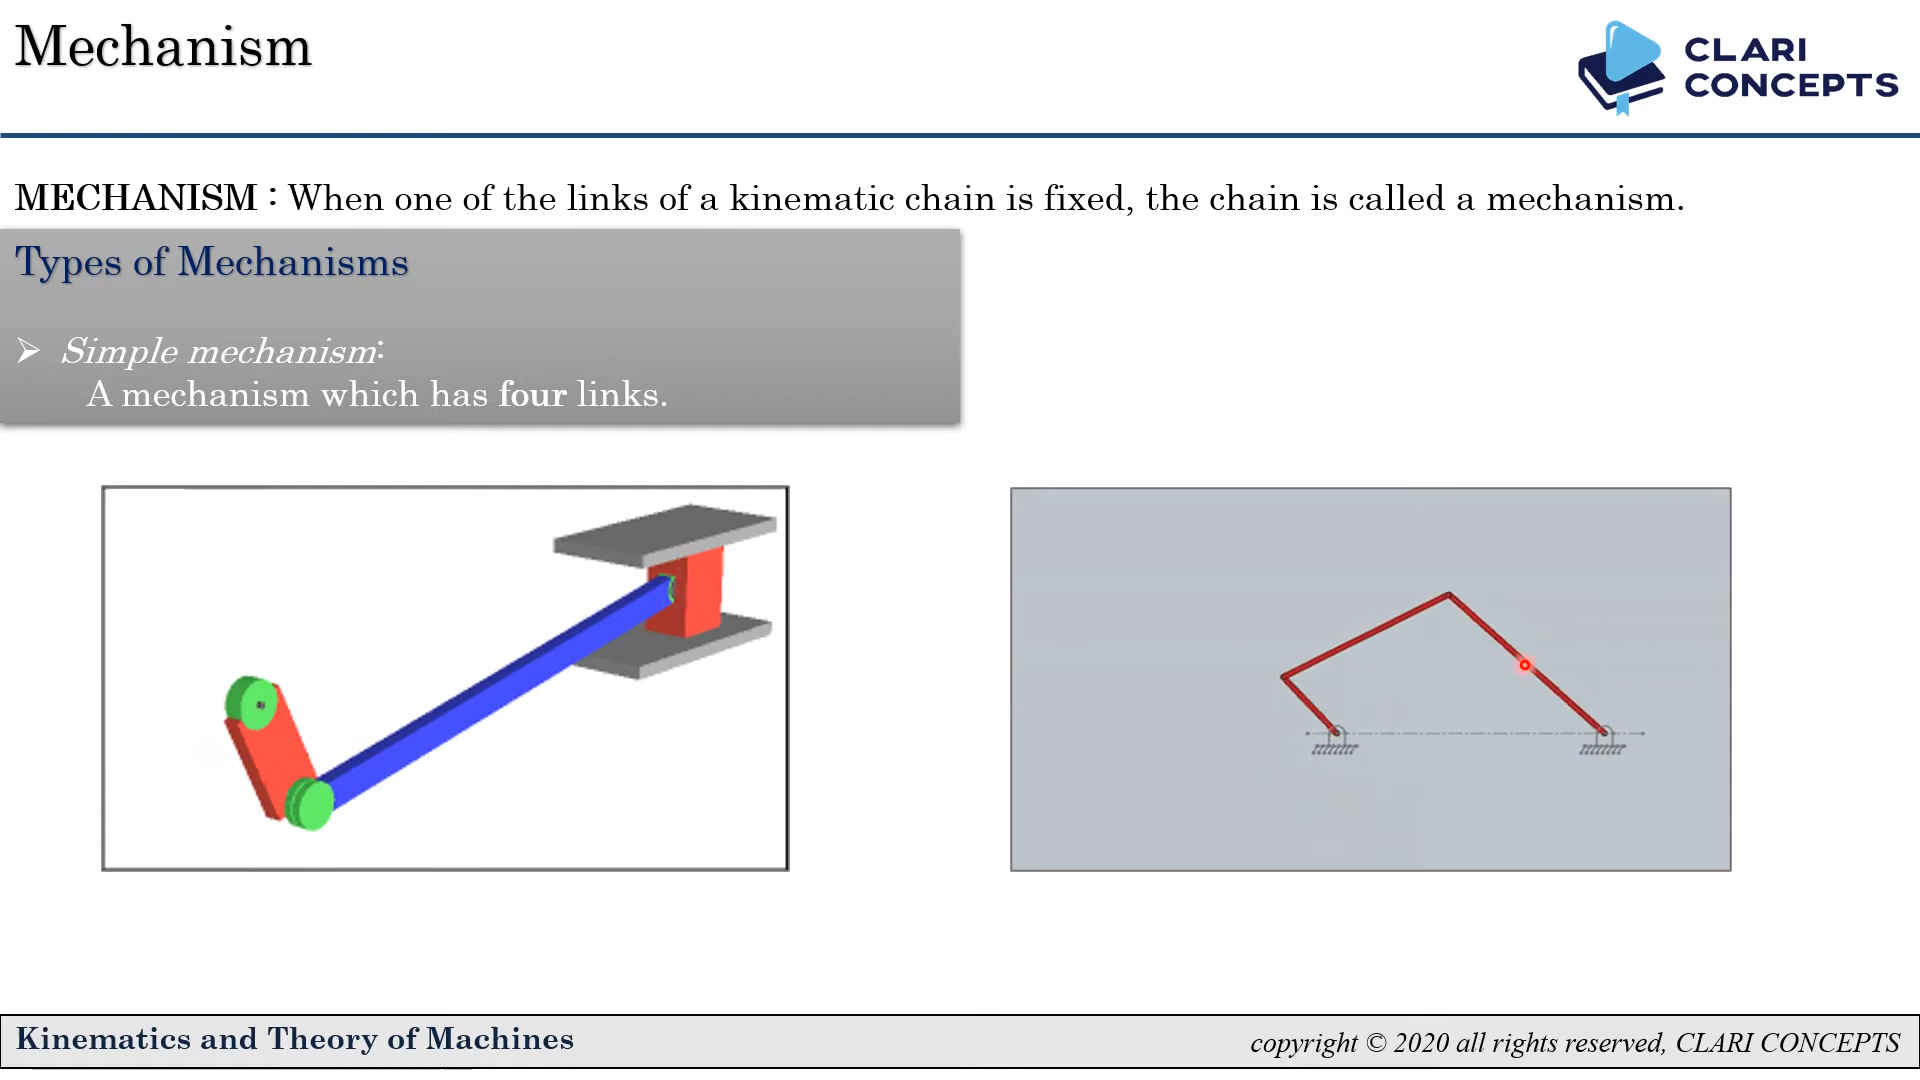 Mechanism
CLARI
CONCEPTS
MECHANISM : When one of the links of a kinematic chain is fixed, the chain is called a mechanism.
Types of Mechanisms
Simple mechanism:
A mechanism which has four links.
Kinematics and Theory of Machines
copyright © 2020 all rights reserved, CLARI CONCEPTS